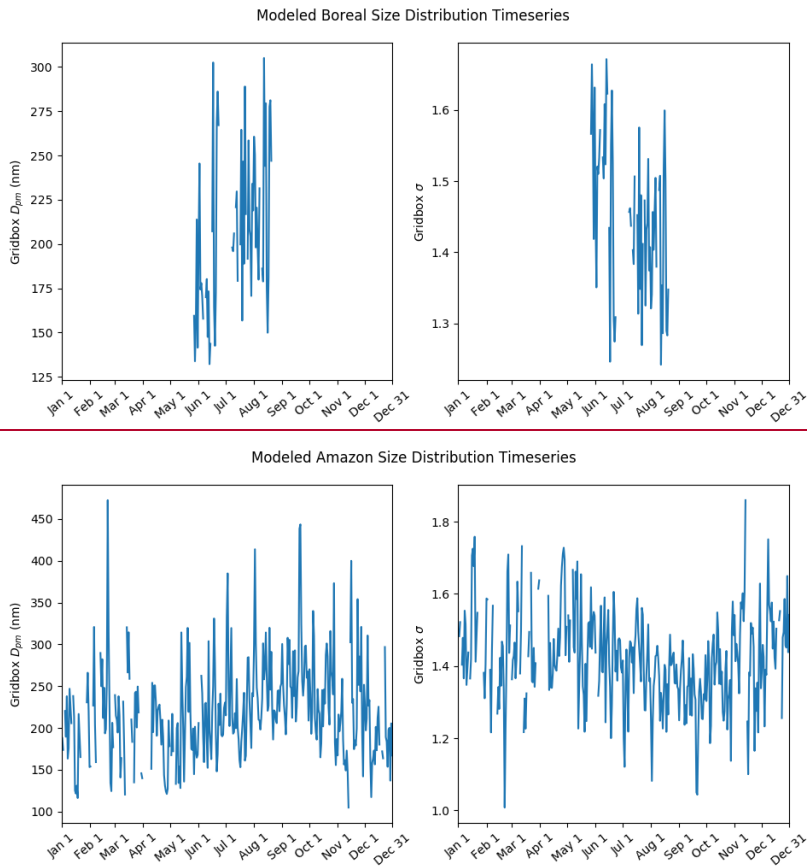 Modeled Boreal Size Distribution Timeseries
300
275
250
225
200
175
150
125
Gridbox D_pm (nm)
Jan 1
Feb 1
Mar 1
Apr 1
May 1
Jun 1
Jul 1
Aug 1
Sep 1
Oct 1
Nov 1
Dec 1
Dec 31
1.6
1.5
1.4
1.3
Gridbox σ
Jan 1
Feb 1
Mar 1
Apr 1
May 1
Jun 1
Jul 1
Aug 1
Sep 1
Oct 1
Nov 1
Dec 1
Dec 31
Modeled Amazon Size Distribution Timeseries
450
400
350
300
250
200
150
100
Gridbox D_pm (nm)
Jan 1
Feb 1
Mar 1
Apr 1
May 1
Jun 1
Jul 1
Aug 1
Sep 1
Oct 1
Nov 1
Dec 1
Dec 31
1.8
1.6
1.4
1.2
1.0
Gridbox σ
Jan 1
Feb 1
Mar 1
Apr 1
May 1
Jun 1
Jul 1
Aug 1
Sep 1
Oct 1
Nov 1
Dec 1
Dec 31